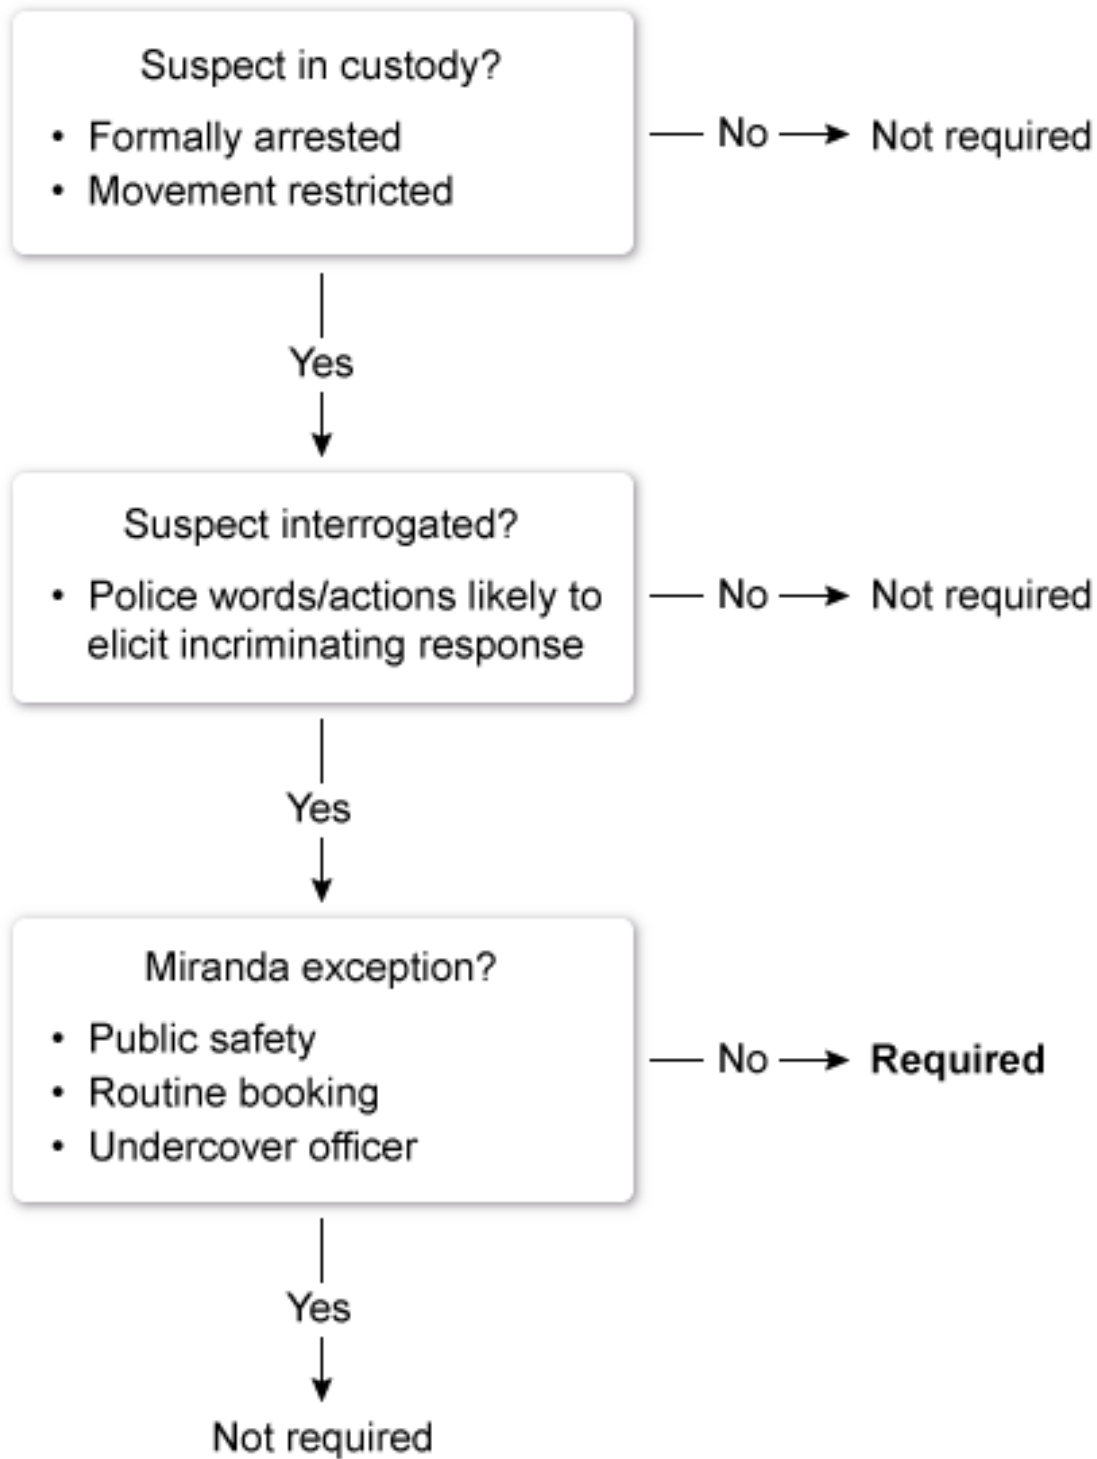 Suspect in custody?
• Formally arrested
• Movement restricted
No
Not required
Yes
Suspect interrogated?
• Police words/actions likely to
elicit incriminating response
No
Not required
Yes
Miranda exception?
• Public safety
• Routine booking
• Undercover officer
No
Required
Yes
Not required